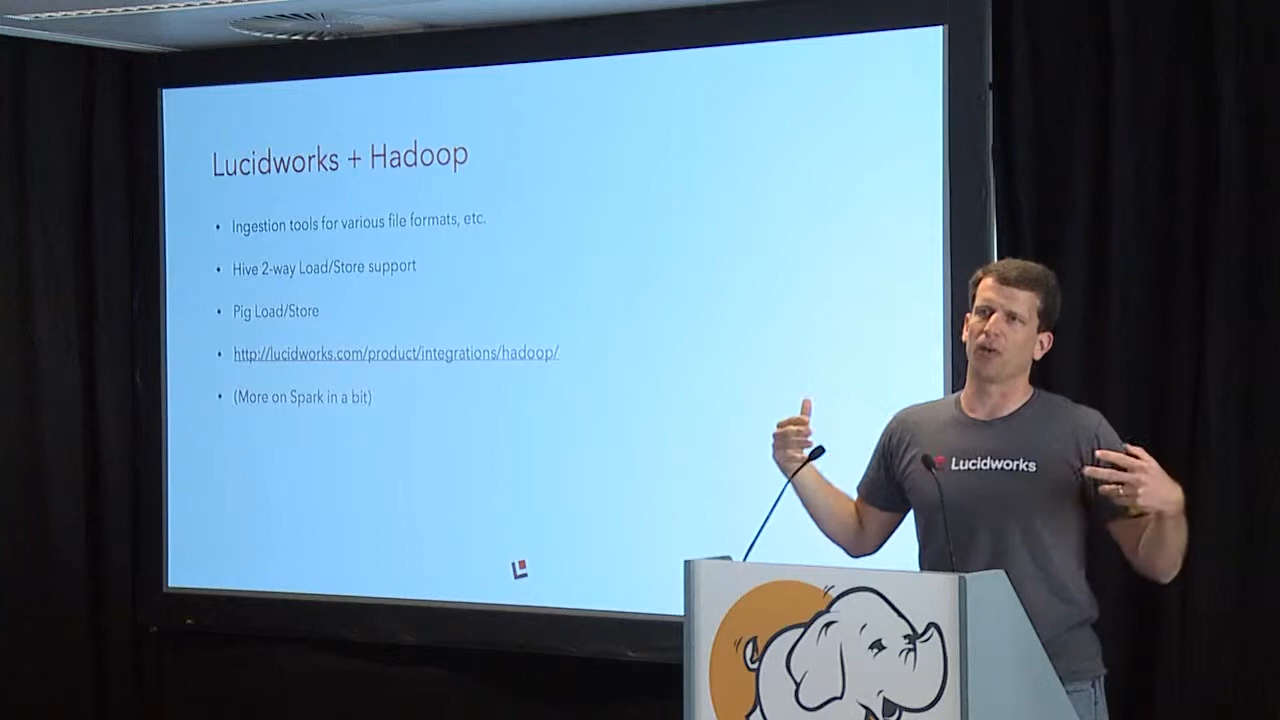 Lucidworks + Hadoop
• Ingestion tools for various file formats, etc.
• Hive 2-way Load/Store support
• Pig Load/Store
• http://lucidworks.com/product/integrations/hadoop/
• (More on Spark in a bit)
Lucidworks